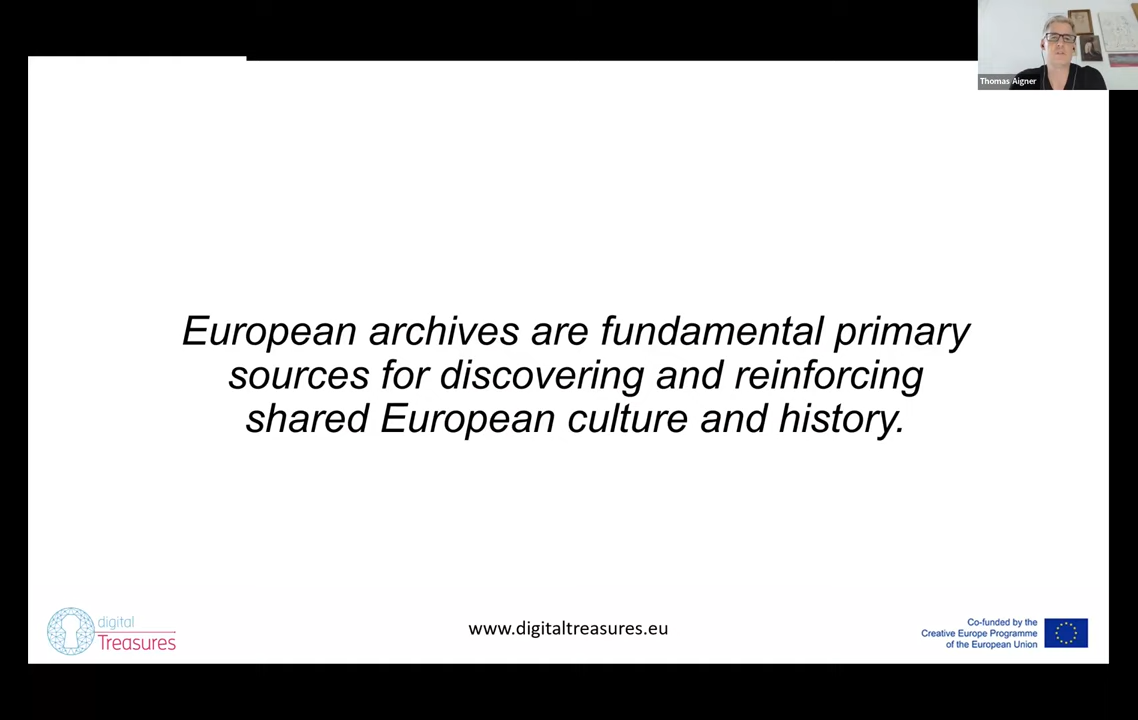 Thomas Aigner
European archives are fundamental primary
sources for discovering and reinforcing
shared European culture and history.
digital
Treasures
www.digitaltreasures.eu
Co-funded by the
Creative Europe Programme
of the European Union